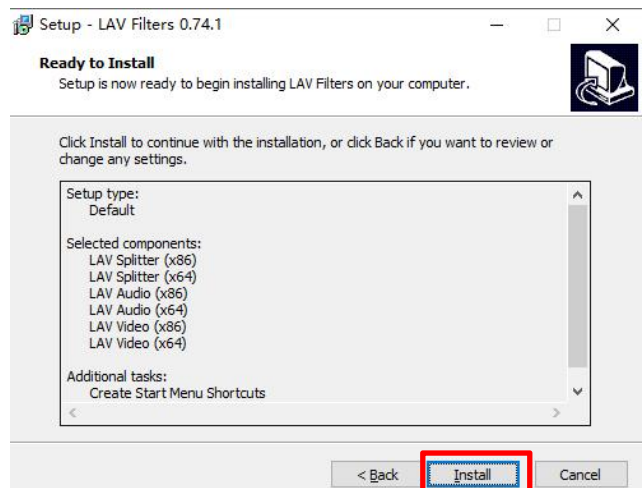 Setup - LAV Filters 0.74.1
Ready to Install
Setup is now ready to begin installing LAV Filters on your computer.
Click Install to continue with the installation, or click Back if you want to review or
change any settings.
Setup type:
Default
Selected components:
LAV Splitter (x86)
LAV Splitter (x64)
LAV Audio (x86)
LAV Audio (x64)
LAV Video (x86)
LAV Video (x64)
Additional tasks:
Create Start Menu Shortcuts
< Back Install Cancel